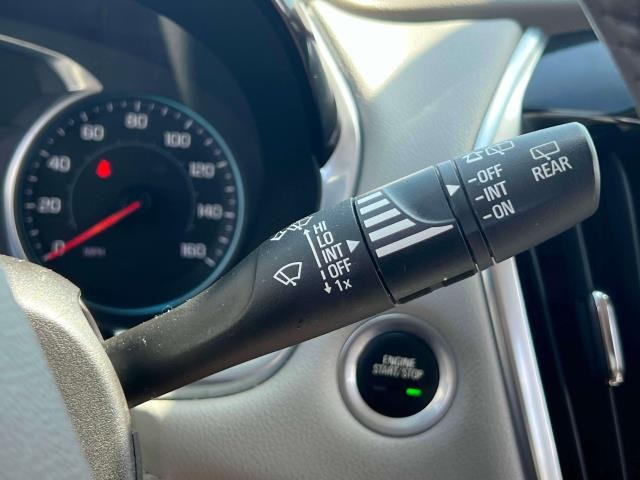 0
20
40
60
80
100
120
140
160
160
MPH
HI
LO
INT
OFF
1x
-OFF
-INT
-ON
REAR
ENGINE
START/STOP